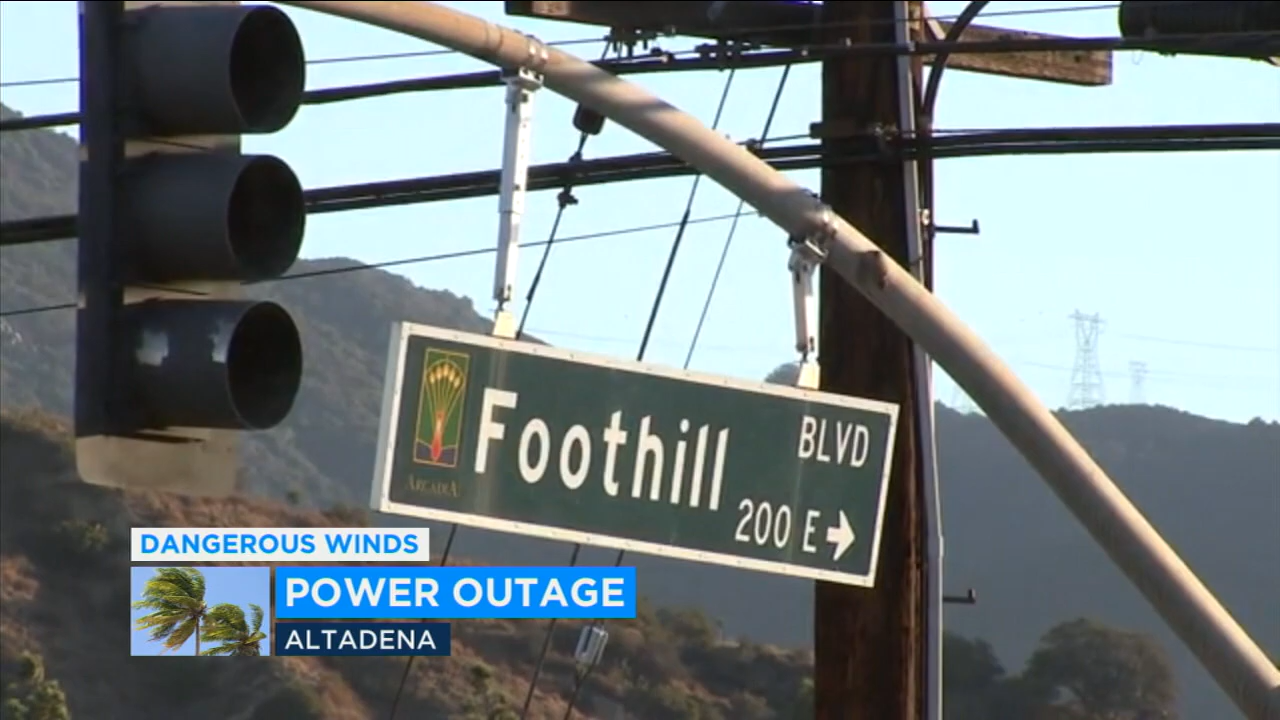 ARCADIA
Foothill
BLVD
200 E →
DANGEROUS WINDS
POWER OUTAGE
ALTADENA